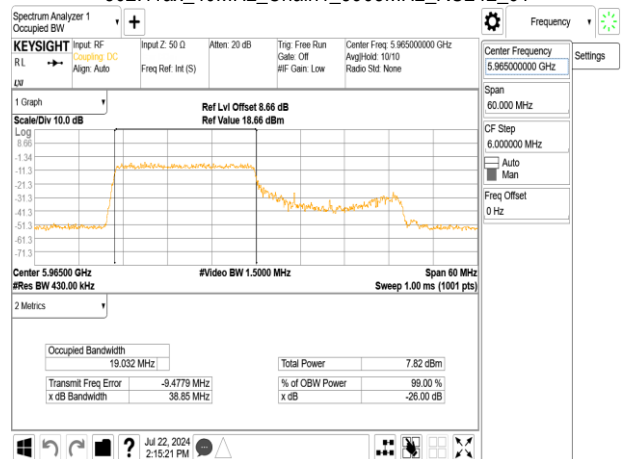 Spectrum Analyzer 1
Occupied BW
Frequency
KEYSIGHT
RL
LXI
Input: RF
Coupling: DC
Align: Auto
Input Z: 50 Ω
Freq Ref: Int (S)
Atten: 20 dB
Trig: Free Run
Gate: Off
#IF Gain: Low
Center Freq: 5.965000000 GHz
Avg|Hold: 10/10
Radio Std: None
Center Frequency
5.965000000 GHz
Settings
Span
60.000 MHz
CF Step
6.000000 MHz
Auto
Man
Freq Offset
0 Hz
1 Graph
Scale/Div 10.0 dB
Ref Lvl Offset 8.66 dB
Ref Value 18.66 dBm
Log
8.66
-1.34
-11.3
-21.3
-31.3
-41.3
-51.3
-61.3
-71.3
Center 5.96500 GHz
#Video BW 1.5000 MHz
Span 60 MHz
#Res BW 430.00 kHz
Sweep 1.00 ms (1001 pts)
2 Metrics
Occupied Bandwidth
19.032 MHz
Total Power 7.82 dBm
Transmit Freq Error -9.4779 MHz
% of OBW Power 99.00 %
x dB Bandwidth 38.85 MHz
x dB -26.00 dB
Jul 22, 2024
2:15:21 PM